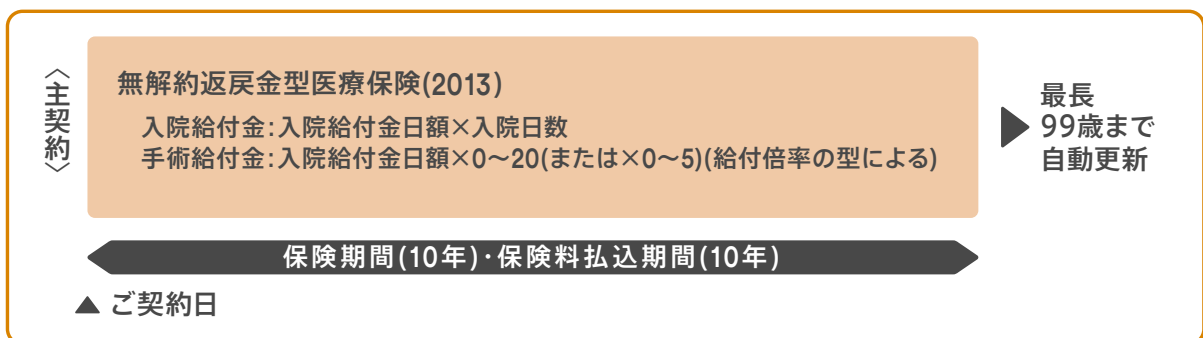 〈主契約〉
無解約返戻金型医療保険(2013)
入院給付金:入院給付金日額×入院日数
手術給付金:入院給付金日額×0～20(または×0～5)(給付倍率の型による)
最長
99歳まで
自動更新
保険期間(10年)・保険料払込期間(10年)
▲ ご契約日